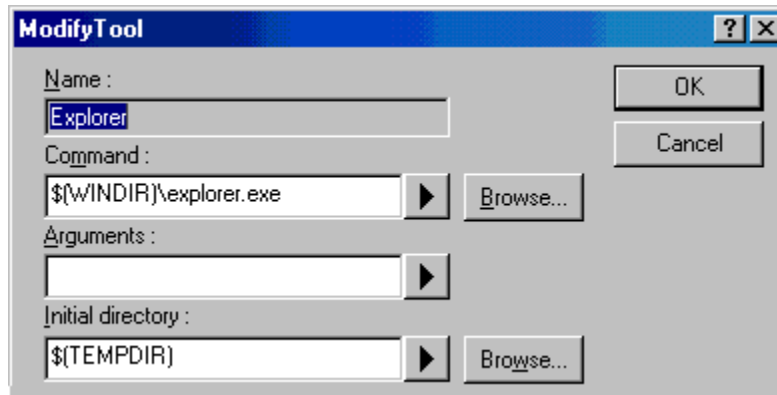 ModifyTool
Name :
OK
Explorer
Cancel
Command :
$(WINDIR)\explorer.exe
Browse...
Arguments :
Initial directory :
$(TEMPDIR)
Browse...